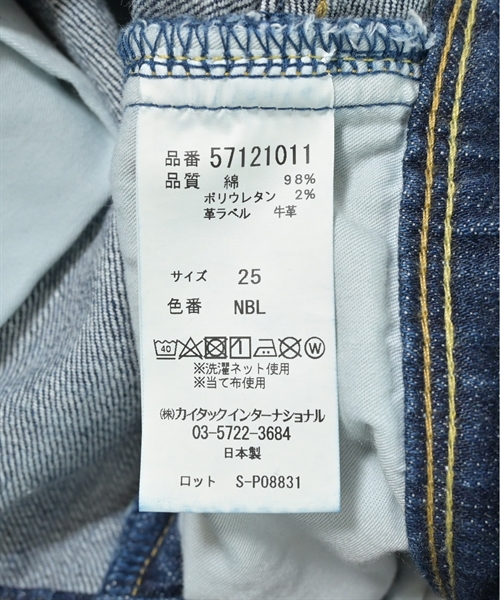 品番 57121011
品質 綿 98%
ポリウレタン 2%
革ラベル 牛革
サイズ 25
色番 NBL
40 W
※洗濯ネット使用
※当て布使用
㈱カイタックインターナショナル
03-5722-3684
日本製
ロット S-P08831